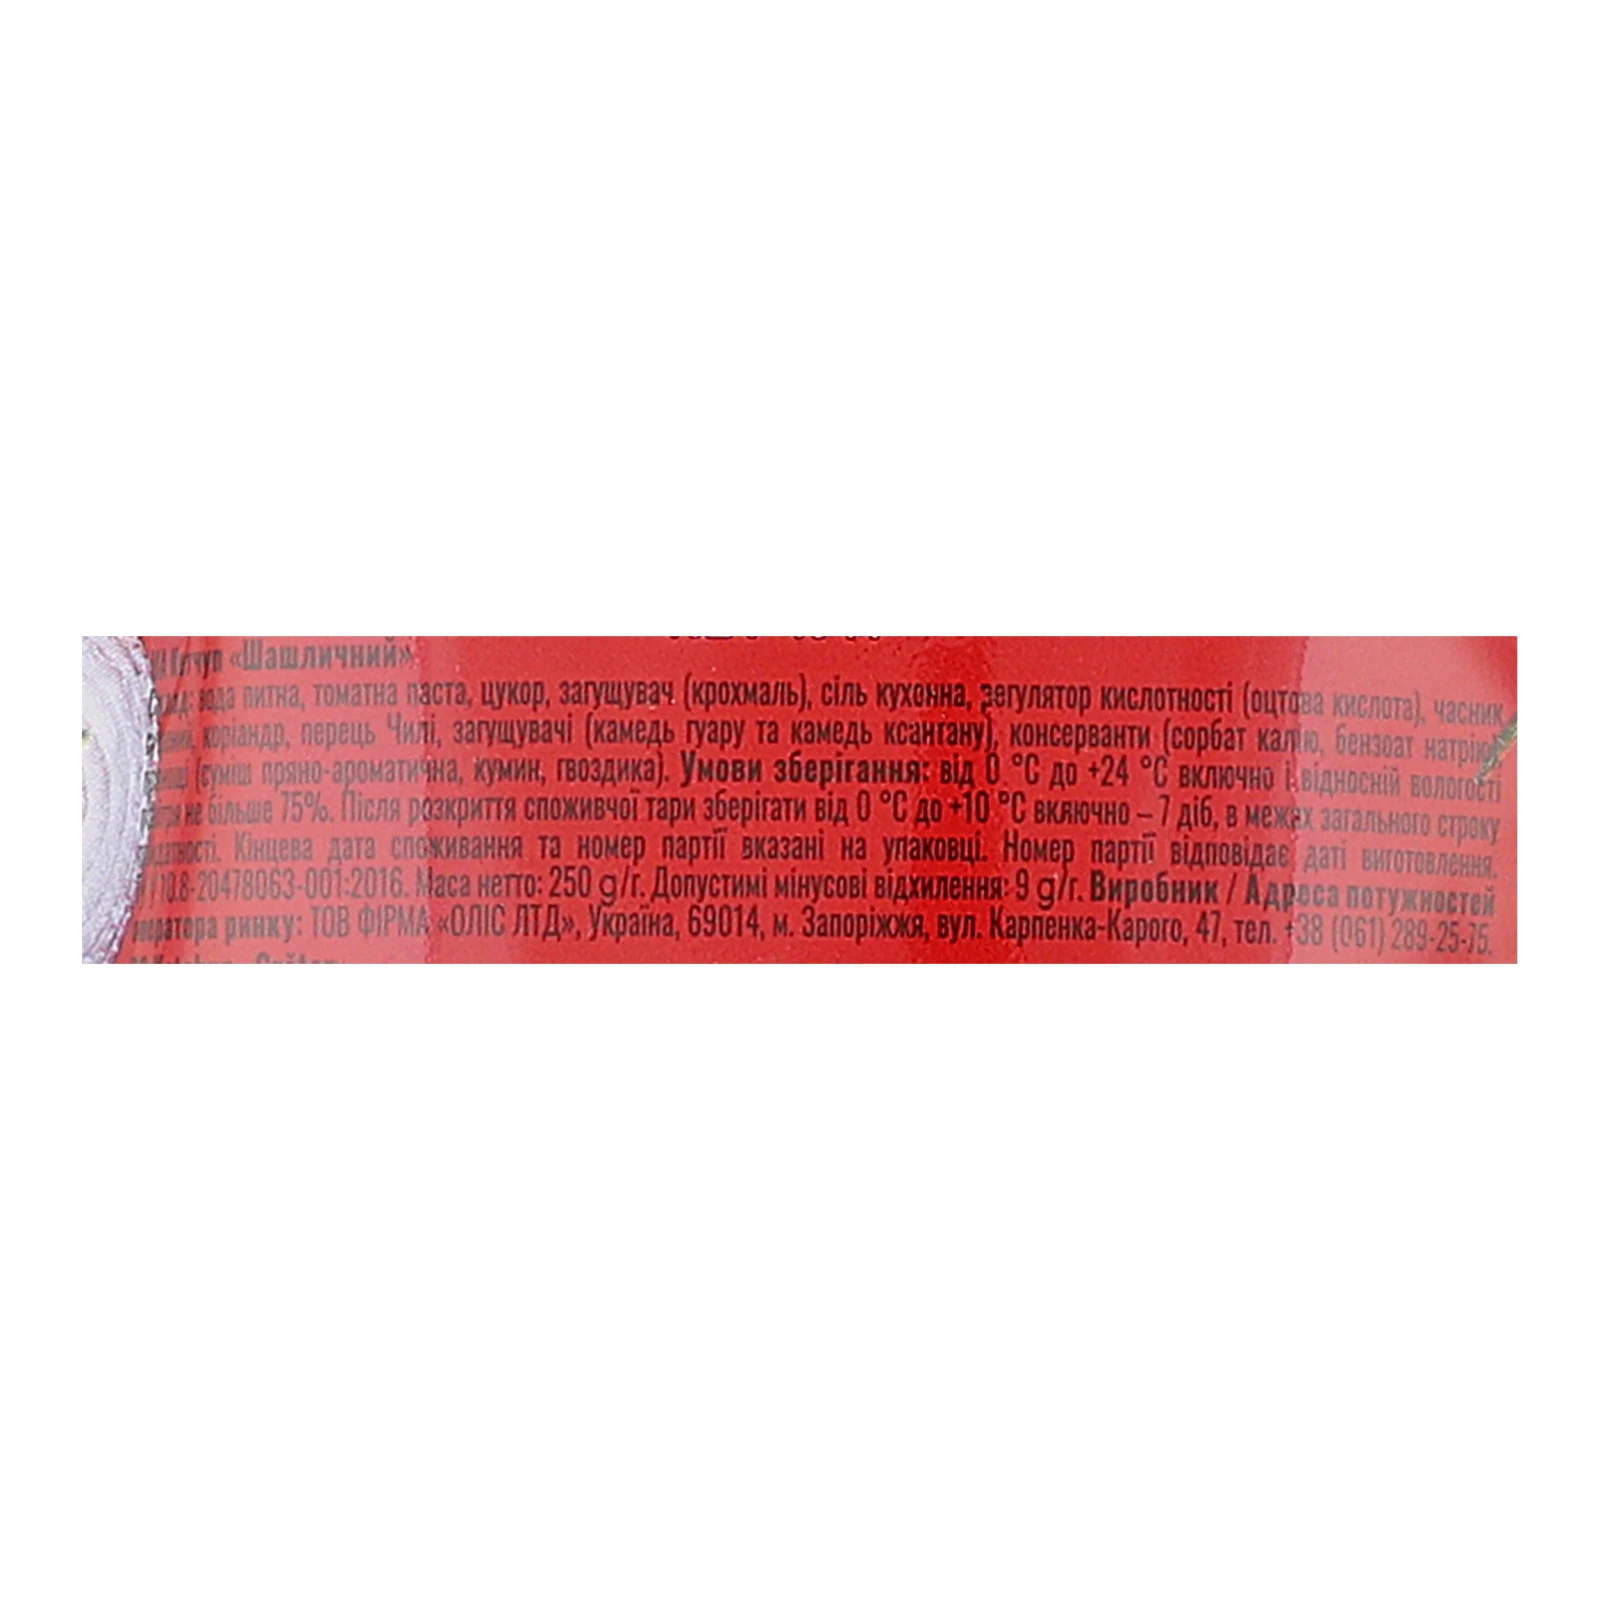 Кетчуп «Шашличний»
вода питна, томатна паста, цукор, загущувач (крохмаль), сіль кухонна, регулятор кислотності (оцтова кислота), часник
коріандр, перець Чилі, загущувачі (камедь гуару та камедь ксантану), консерванти (сорбат калію, бензоат натрію),
(суміш пряно-ароматична, кумин, гвоздика). Умови зберігання: від 0 °С до +24 °С включно і відносній вологості
не більше 75%. Після розкриття споживчої тари зберігати від 0 °С до +10 °С включно – 7 діб, в межах загального строку
Кінцева дата споживання та номер партії вказані на упаковці. Номер партії відповідає даті виготовлення.
10.8-20478063-001:2016. Маса нетто: 250 g/г. Допустимі мінусові відхилення: 9 g/г. Виробник / Адреса потужностей
оператора ринку: ТОВ ФІРМА «ОЛІС ЛТД», Україна, 69014, м. Запоріжжя, вул. Карпенка-Карого, 47, тел. +38 (061) 289-25-75.